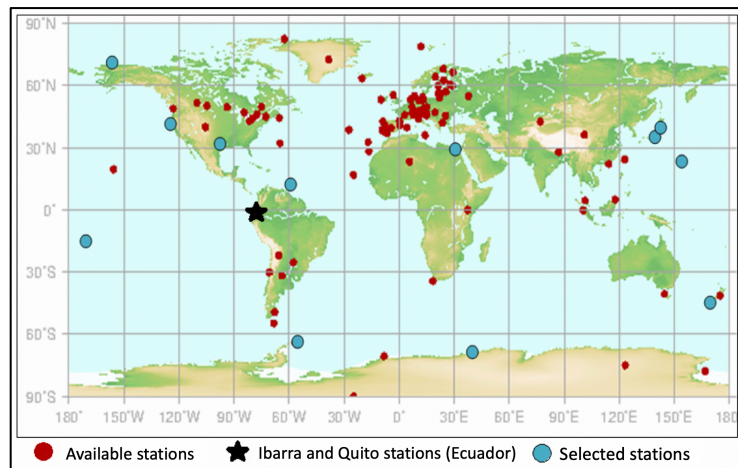 90˚N
60˚N
30˚N
0˚
30˚S
60˚S
90˚S
180˚ 150˚W 120˚W 90˚W 60˚W 30˚W 0˚ 30˚E 60˚E 90˚E 120˚E 150˚E 180˚
Available stations Ibarra and Quito stations (Ecuador) Selected stations